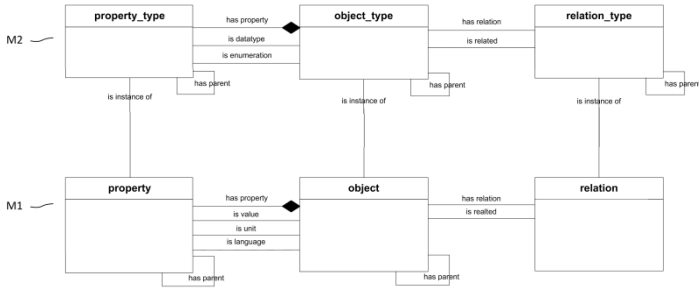 property_type
has property
object_type
has relation
relation_type
M2
is datatype
is related
is enumeration
has parent
has parent
has parent
is instance of
is instance of
is instance of
property
object
relation
M1
has property
has relation
is value
is realted
is unit
is language
has parent
has parent